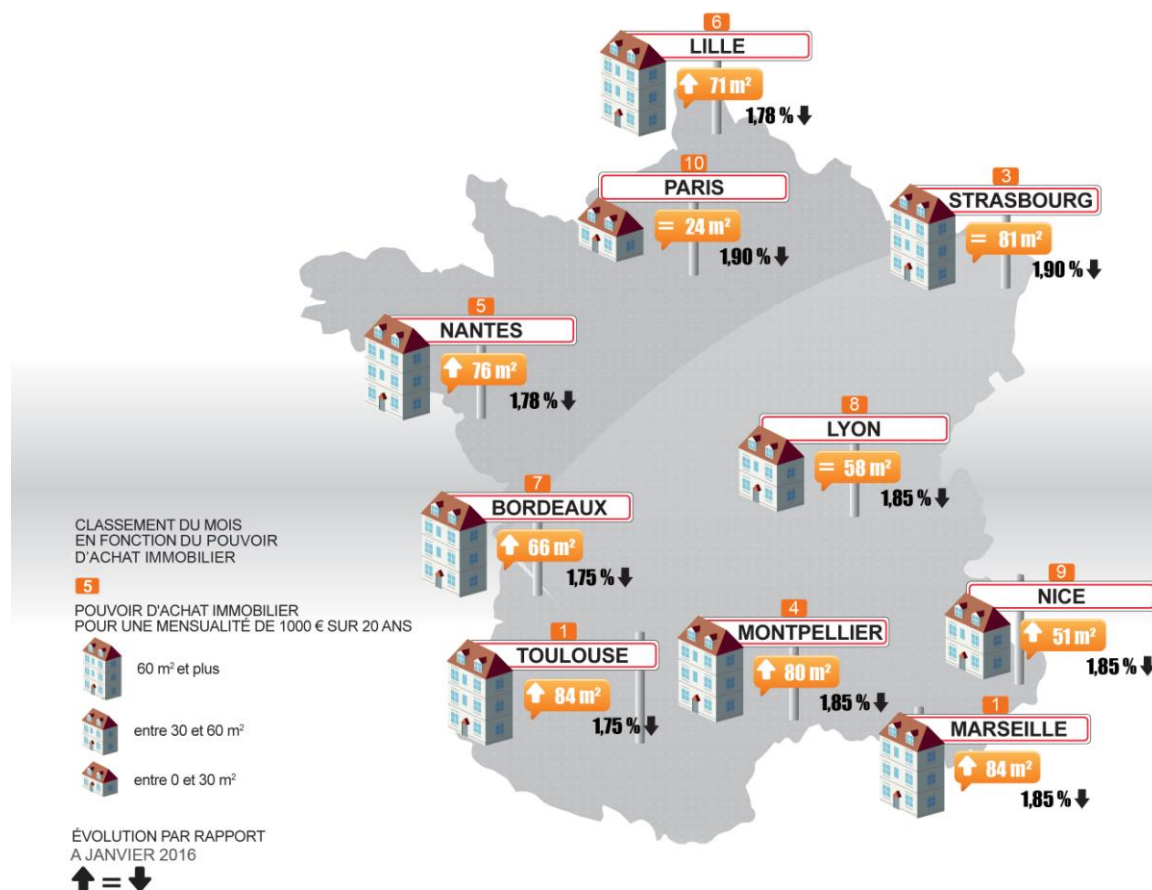 6
LILLE
71 m²
1,78 %
10
PARIS
= 24 m²
1,90 %
3
STRASBOURG
= 81 m²
1,90 %
5
NANTES
76 m²
1,78 %
8
LYON
= 58 m²
1,85 %
7
BORDEAUX
66 m²
1,75 %
9
NICE
51 m²
1,85 %
4
MONTPELLIER
80 m²
1,85 %
1
TOULOUSE
84 m²
1,75 %
1
MARSEILLE
84 m²
1,85 %
CLASSEMENT DU MOIS
EN FONCTION DU POUVOIR
D'ACHAT IMMOBILIER
5
POUVOIR D'ACHAT IMMOBILIER
POUR UNE MENSUALITÉ DE 1000 € SUR 20 ANS
60 m² et plus
entre 30 et 60 m²
entre 0 et 30 m²
ÉVOLUTION PAR RAPPORT
A JANVIER 2016
=